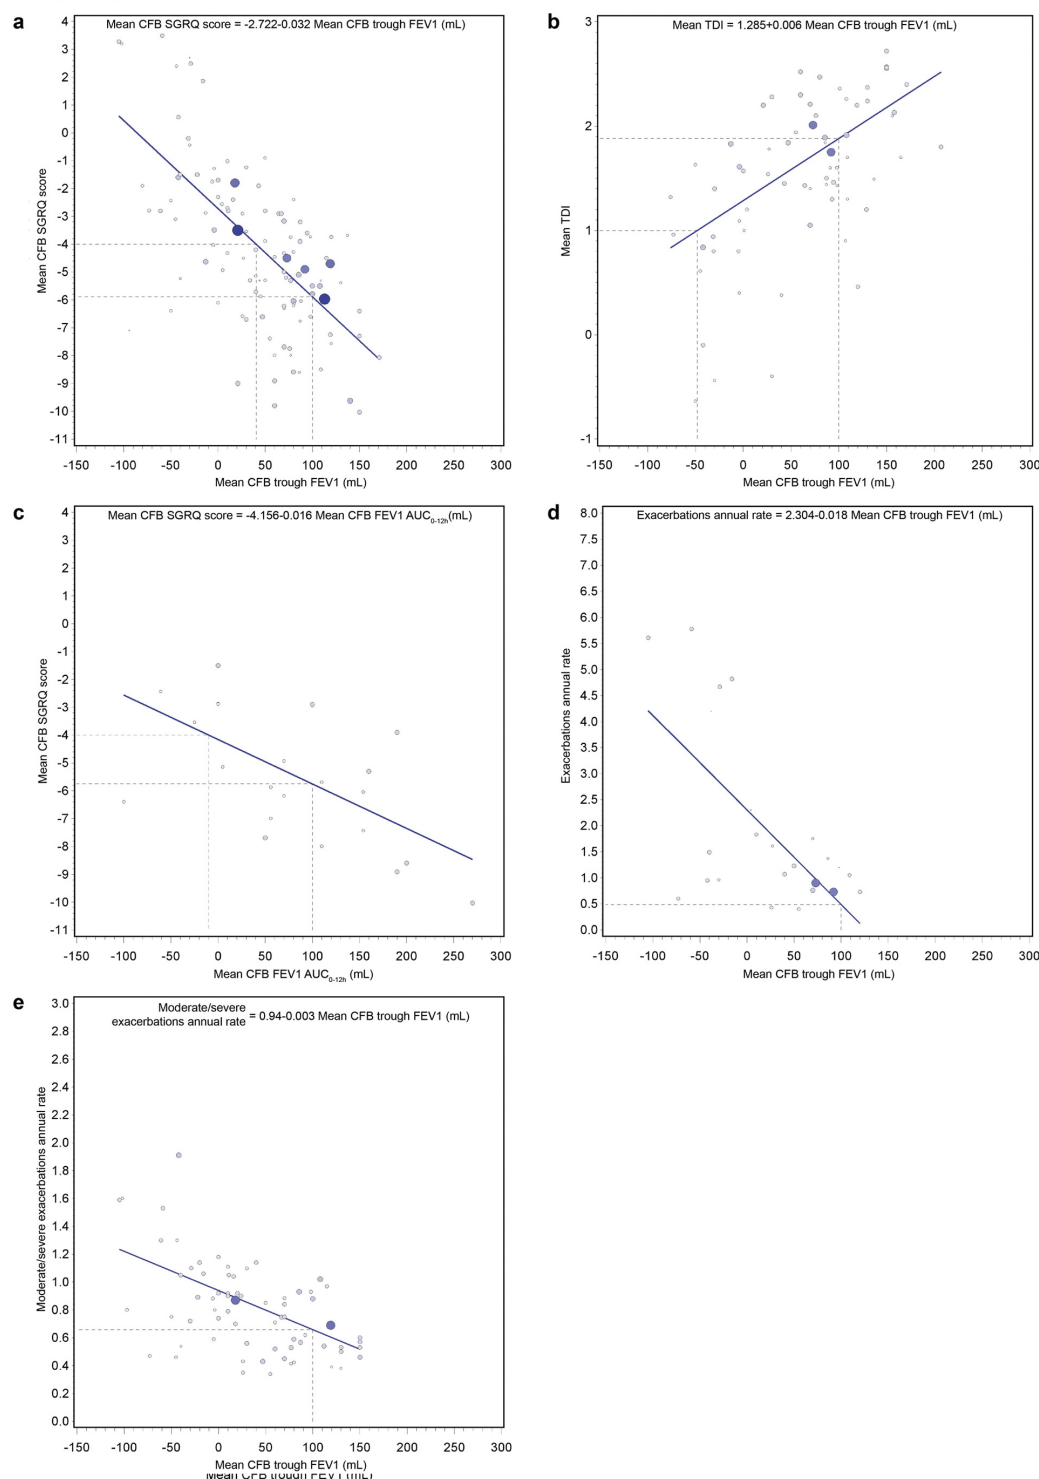 a
Mean CFB SGRQ score = -2.722-0.032 Mean CFB trough FEV1 (mL)
4
3
2
1
0
-1
-2
-3
-4
-5
-6
-7
-8
-9
-10
-11
Mean CFB SGRQ score
-150 -100 -50 0 50 100 150 200 250 300
Mean CFB trough FEV1 (mL)
b
Mean TDI = 1.285+0.006 Mean CFB trough FEV1 (mL)
3
2
1
0
-1
Mean TDI
-150 -100 -50 0 50 100 150 200 250 300
Mean CFB trough FEV1 (mL)
c
Mean CFB SGRQ score = -4.156-0.016 Mean CFB FEV1 AUC0-12h(mL)
4
3
2
1
0
-1
-2
-3
-4
-5
-6
-7
-8
-9
-10
-11
Mean CFB SGRQ score
-150 -100 -50 0 50 100 150 200 250 300
Mean CFB FEV1 AUC0-12h (mL)
d
Exacerbations annual rate = 2.304-0.018 Mean CFB trough FEV1 (mL)
8.0
7.5
7.0
6.5
6.0
5.5
5.0
4.5
4.0
3.5
3.0
2.5
2.0
1.5
1.0
0.5
0.0
Exacerbations annual rate
-150 -100 -50 0 50 100 150 200 250 300
Mean CFB trough FEV1 (mL)
e
Moderate/severe
exacerbations annual rate = 0.94-0.003 Mean CFB trough FEV1 (mL)
3.0
2.8
2.6
2.4
2.2
2.0
1.8
1.6
1.4
1.2
1.0
0.8
0.6
0.4
0.2
0.0
Moderate/severe exacerbations annual rate
-150 -100 -50 0 50 100 150 200 250 300
Mean CFB trough FEV1 (mL)
Mean CFB trough FEV1 (mL)